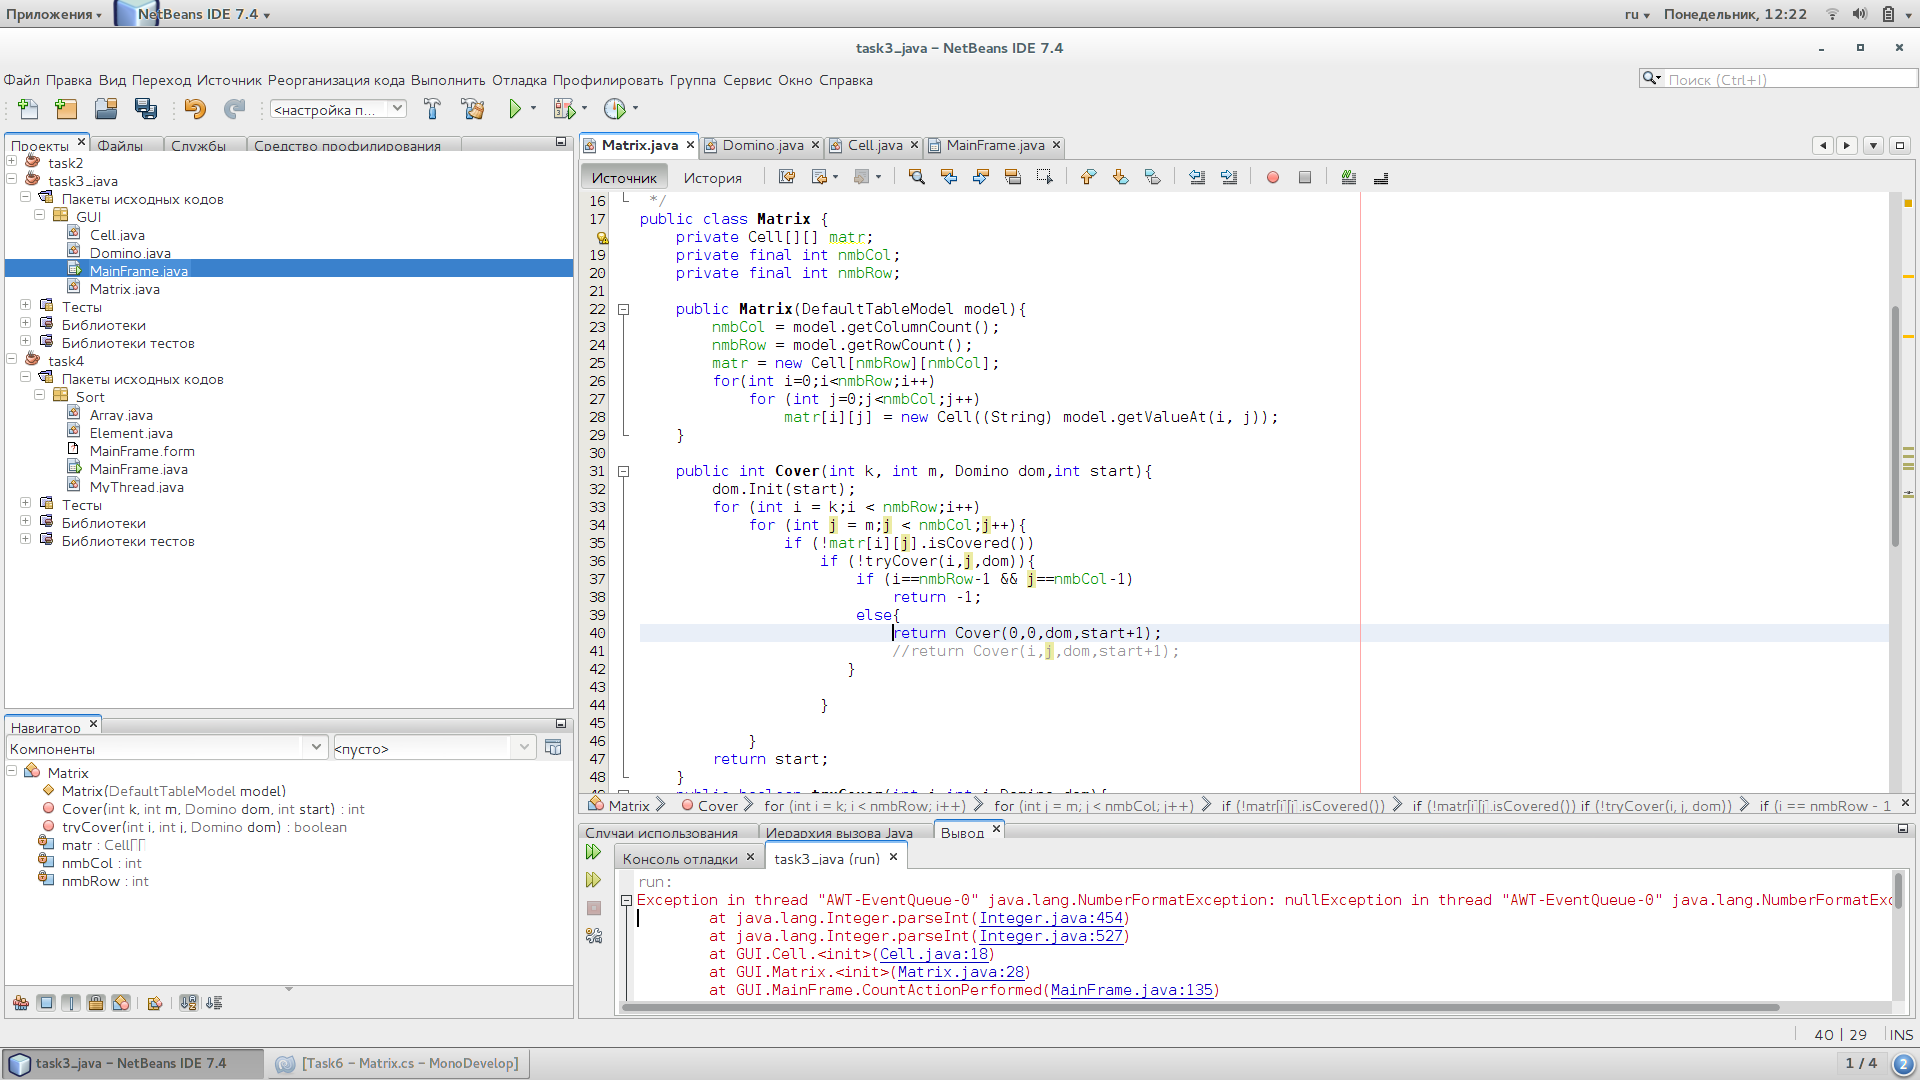 Приложения
NetBeans IDE 7.4
ru
Понедельник, 12:22
task3_java – NetBeans IDE 7.4
Файл Правка Вид Переход Источник Реорганизация кода Выполнить Отладка Профилировать Группа Сервис Окно Справка
Поиск (Ctrl+I)
<настройка п...
Проекты
Файлы
Службы
Средство профилирования
task2
task3_java
Пакеты исходных кодов
GUI
Cell.java
Domino.java
MainFrame.java
Matrix.java
Тесты
Библиотеки
Библиотеки тестов
task4
Пакеты исходных кодов
Sort
Array.java
Element.java
MainFrame.form
MainFrame.java
MyThread.java
Тесты
Библиотеки
Библиотеки тестов
Навигатор
Компоненты
<пусто>
Matrix
Matrix(DefaultTableModel model)
Cover(int k, int m, Domino dom, int start) : int
tryCover(int i, int j, Domino dom) : boolean
matr : Cell[][]
nmbCol : int
nmbRow : int
Matrix.java
Domino.java
Cell.java
MainFrame.java
Источник
История
16 */
17 public class Matrix {
private Cell[][] matr;
19 private final int nmbCol;
20 private final int nmbRow;
21
22 public Matrix(DefaultTableModel model){
23 nmbCol = model.getColumnCount();
24 nmbRow = model.getRowCount();
25 matr = new Cell[nmbRow][nmbCol];
26 for(int i=0;i<nmbRow;i++)
27 for (int j=0;j<nmbCol;j++)
28 matr[i][j] = new Cell((String) model.getValueAt(i, j));
29 }
30
31 public int Cover(int k, int m, Domino dom,int start){
32 dom.Init(start);
33 for (int i = k;i < nmbRow;i++)
34 for (int j = m;j < nmbCol;j++){
35 if (!matr[i][j].isCovered())
36 if (!tryCover(i,j,dom)){
37 if (i==nmbRow-1 && j==nmbCol-1)
38 return -1;
39 else{
40 return Cover(0,0,dom,start+1);
41 //return Cover(i,j,dom,start+1);
42 }
43
44 }
45
46 }
47 return start;
48 }
Matrix
Cover
for (int i = k; i < nmbRow; i++)
for (int j = m; j < nmbCol; j++)
if (!matr[i][j].isCovered())
if (!matr[i][j].isCovered()) if (!tryCover(i, j, dom))
if (i == nmbRow - 1
Случаи использования
Иерархия вызова Java
Вывод
Консоль отладки
task3_java (run)
run:
Exception in thread "AWT-EventQueue-0" java.lang.NumberFormatException: nullException in thread "AWT-EventQueue-0" java.lang.NumberFormatExc
at java.lang.Integer.parseInt(Integer.java:454)
at java.lang.Integer.parseInt(Integer.java:527)
at GUI.Cell.<init>(Cell.java:18)
at GUI.Matrix.<init>(Matrix.java:28)
at GUI.MainFrame.CountActionPerformed(MainFrame.java:135)
40 | 29
INS
task3_java – NetBeans IDE 7.4
[Task6 – Matrix.cs – MonoDevelop]
1 / 4
2